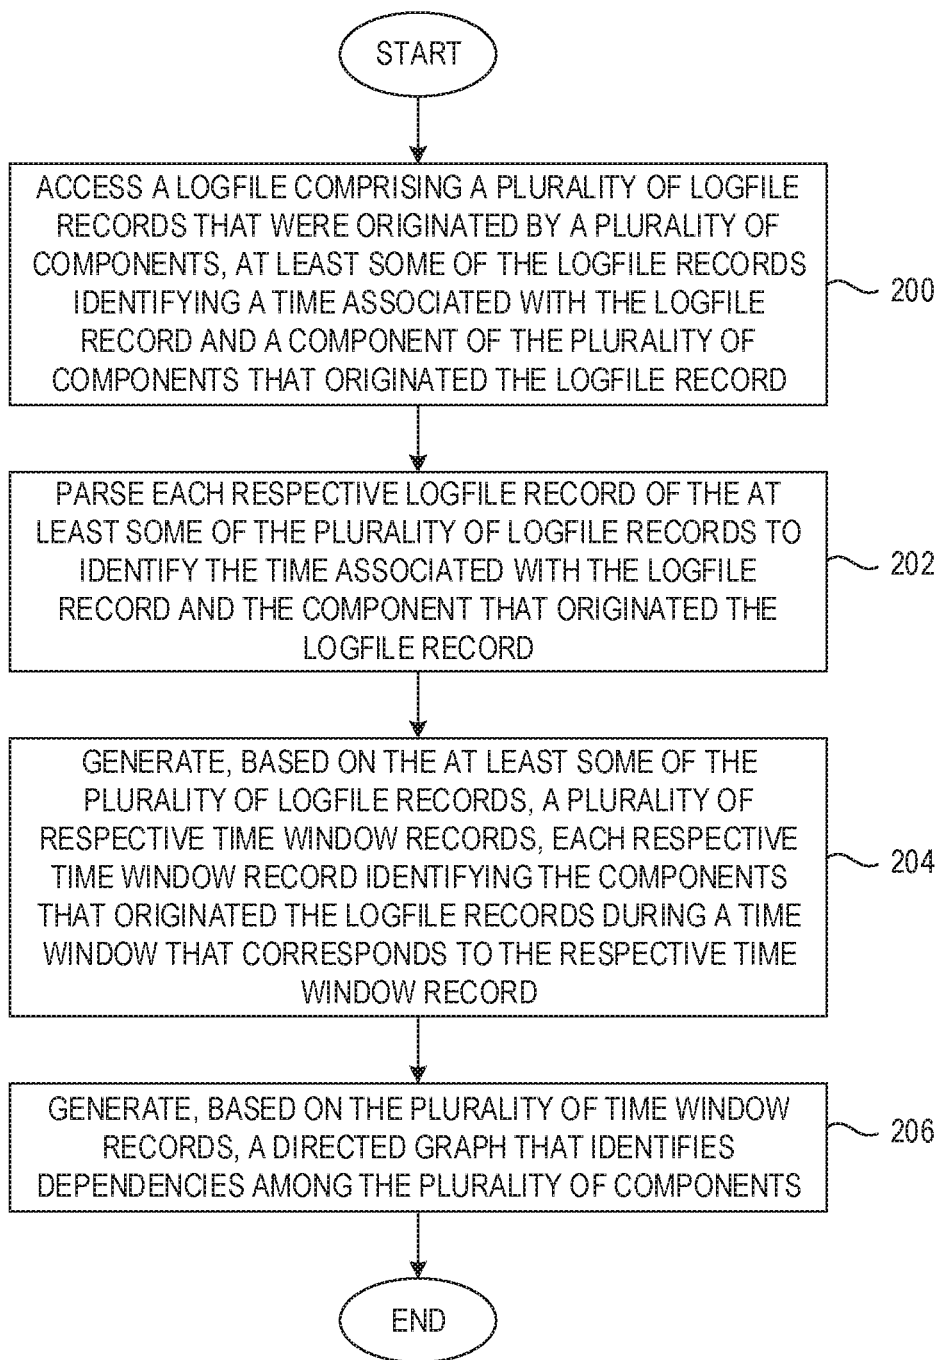 START
ACCESS A LOGFILE COMPRISING A PLURALITY OF LOGFILE
RECORDS THAT WERE ORIGINATED BY A PLURALITY OF
COMPONENTS, AT LEAST SOME OF THE LOGFILE RECORDS
IDENTIFYING A TIME ASSOCIATED WITH THE LOGFILE
RECORD AND A COMPONENT OF THE PLURALITY OF
COMPONENTS THAT ORIGINATED THE LOGFILE RECORD
200
PARSE EACH RESPECTIVE LOGFILE RECORD OF THE AT
LEAST SOME OF THE PLURALITY OF LOGFILE RECORDS TO
IDENTIFY THE TIME ASSOCIATED WITH THE LOGFILE
RECORD AND THE COMPONENT THAT ORIGINATED THE
LOGFILE RECORD
202
GENERATE, BASED ON THE AT LEAST SOME OF THE
PLURALITY OF LOGFILE RECORDS, A PLURALITY OF
RESPECTIVE TIME WINDOW RECORDS, EACH RESPECTIVE
TIME WINDOW RECORD IDENTIFYING THE COMPONENTS
THAT ORIGINATED THE LOGFILE RECORDS DURING A TIME
WINDOW THAT CORRESPONDS TO THE RESPECTIVE TIME
WINDOW RECORD
204
GENERATE, BASED ON THE PLURALITY OF TIME WINDOW
RECORDS, A DIRECTED GRAPH THAT IDENTIFIES
DEPENDENCIES AMONG THE PLURALITY OF COMPONENTS
206
END